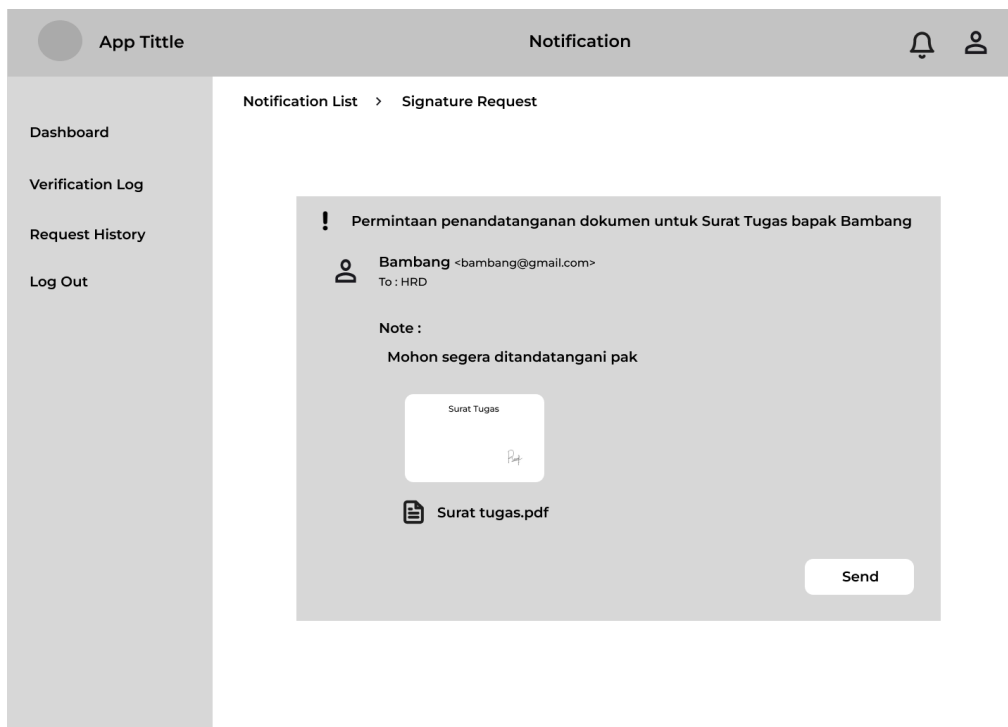 App Tittle
Notification
Notification List > Signature Request
Dashboard
Verification Log
Request History
Log Out
! Permintaan penandatanganan dokumen untuk Surat Tugas bapak Bambang
Bambang <bambang@gmail.com>
To : HRD
Note :
Mohon segera ditandatangani pak
Surat Tugas
Surat tugas.pdf
Send